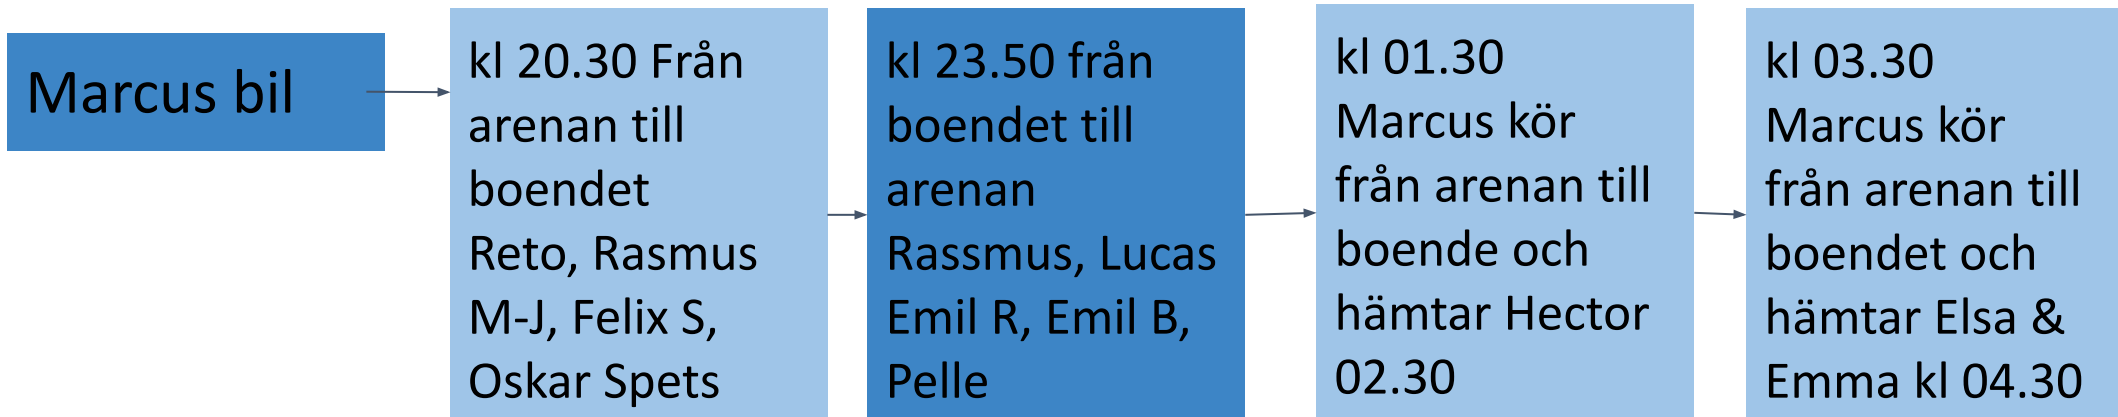 Marcus bil
kl 20.30 Från
arenan till
boendet
Reto, Rasmus
M-J, Felix S,
Oskar Spets
kl 23.50 från
boendet till
arenan
Rassmus, Lucas
Emil R, Emil B,
Pelle
kl 01.30
Marcus kör
från arenan till
boende och
hämtar Hector
02.30
kl 03.30
Marcus kör
från arenan till
boendet och
hämtar Elsa &
Emma kl 04.30